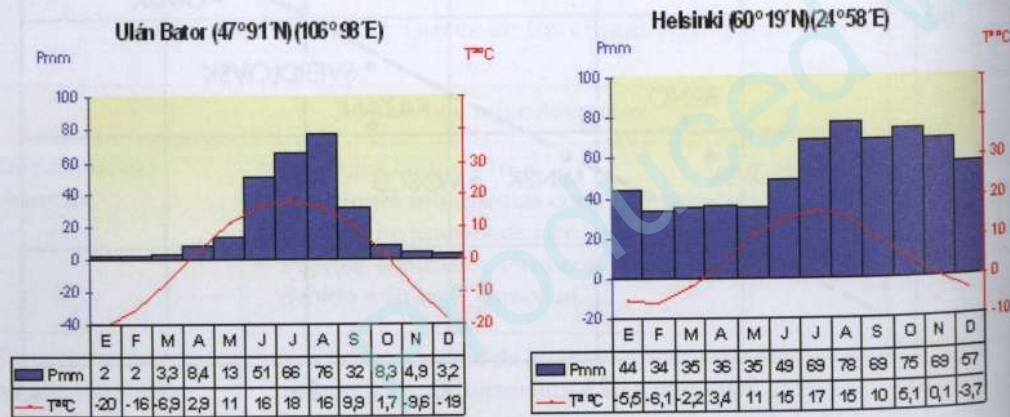 Ulán Bator (47°91´N)(106°98´E)
Pmm
TªºC
100
80
60
40
20
0
-20
-40
30
20
10
0
-10
-20
E F M A M J J A S O N D
Pmm 2 2 3,3 8,4 13 51 66 76 32 8,3 4,9 3,2
TªºC -20 -16 -6,9 2,9 11 16 18 16 9,9 1,7 -9,6 -19
Helsinki (60°19´N)(24°58´E)
Pmm
TªºC
100
80
60
40
20
0
-20
30
20
10
0
-10
E F M A M J J A S O N D
Pmm 44 34 35 36 35 49 69 78 69 75 69 57
TªºC -5,5 -6,1 -2,2 3,4 11 15 17 15 10 5,1 0,1 -3,7
produced